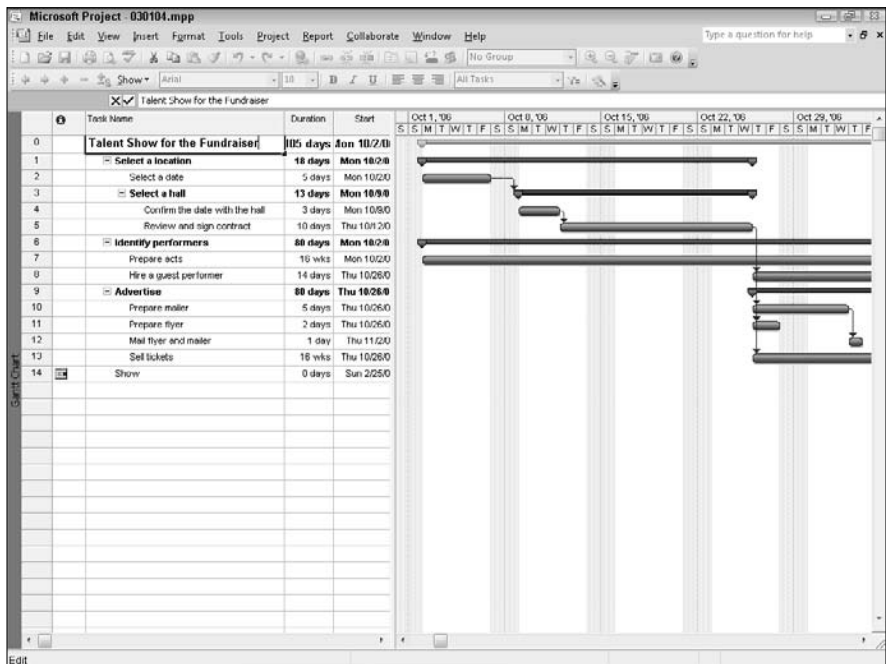 Microsoft Project - 030104.mpp
File Edit View Insert Format Tools Project Report Collaborate Window Help Type a question for help
No Group
Show Arial 10 B I U All Tasks
Talent Show for the Fundraiser
Task Name Duration Start Oct 1, '06 Oct 8, '06 Oct 15, '06 Oct 22, '06 Oct 29, '06
S S M T W T F S S M T W T F S S M T W T F S S M T W T F S S M T W T F
0 Talent Show for the Fundraiser 105 days Mon 10/2/0
1 Select a location 18 days Mon 10/2/0
2 Select a date 5 days Mon 10/2/0
3 Select a hall 13 days Mon 10/9/0
4 Confirm the date with the hall 3 days Mon 10/9/0
5 Review and sign contract 10 days Thu 10/12/0
6 Identify performers 80 days Mon 10/2/0
7 Prepare acts 16 wks Mon 10/2/0
8 Hire a guest performer 14 days Thu 10/26/0
9 Advertise 80 days Thu 10/26/0
10 Prepare mailer 5 days Thu 10/26/0
11 Prepare flyer 2 days Thu 10/26/0
12 Mail flyer and mailer 1 day Thu 11/2/0
13 Sell tickets 16 wks Thu 10/26/0
14 Show 0 days Sun 2/25/0
Gantt Chart
Edit